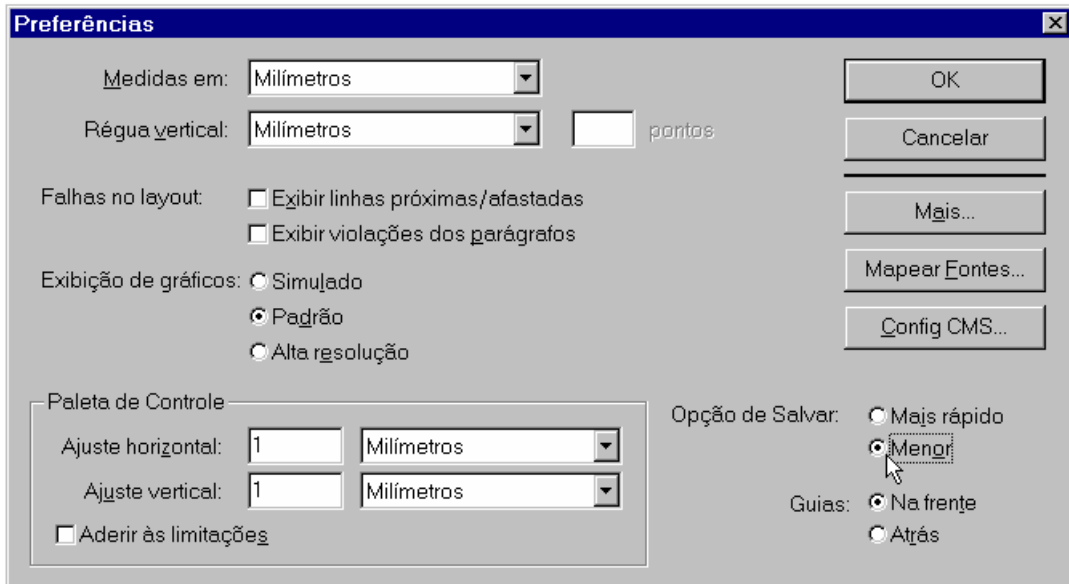 Preferências
Medidas em: Milímetros
OK
Régua vertical: Milímetros pontos
Cancelar
Falhas no layout: Exibir linhas próximas/afastadas
Mais...
Exibir violações dos parágrafos
Exibição de gráficos: Simulado
Mapear Fontes...
Padrão
Config CMS...
Alta resolução
Paleta de Controle
Ajuste horizontal: 1 Milímetros
Ajuste vertical: 1 Milímetros
Aderir às limitações
Opção de Salvar: Mais rápido
Menor
Guias: Na frente
Atrás